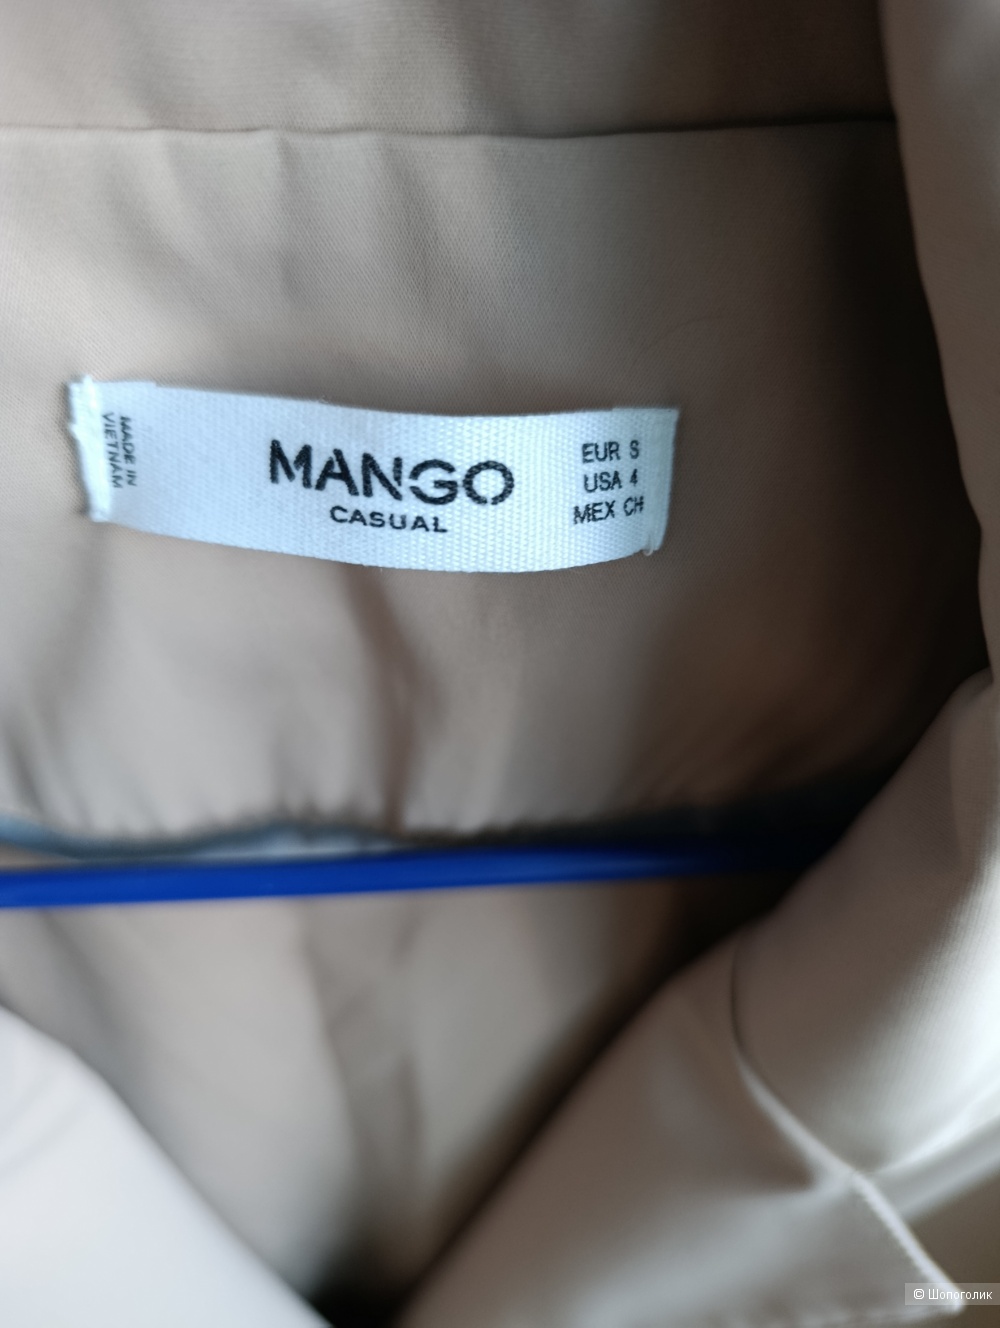 MADE IN
VIETNAM
MANGO
CASUAL
EUR S
USA 4
MEX CH
© Шопоголик